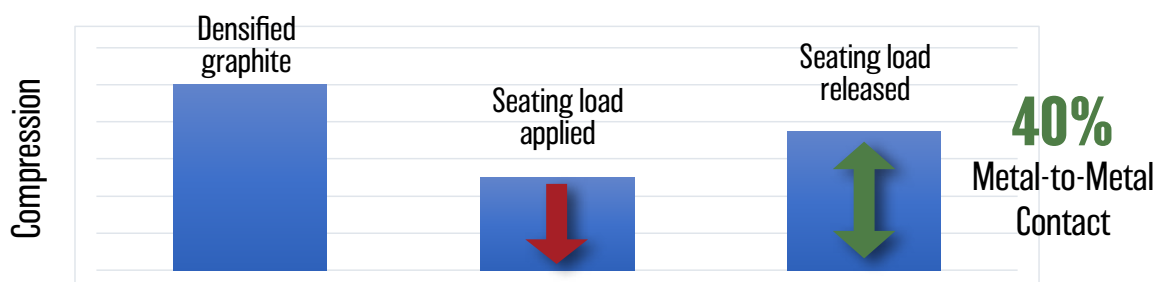 Compression
Densified
graphite
Seating load
applied
Seating load
released
40%
Metal-to-Metal
Contact